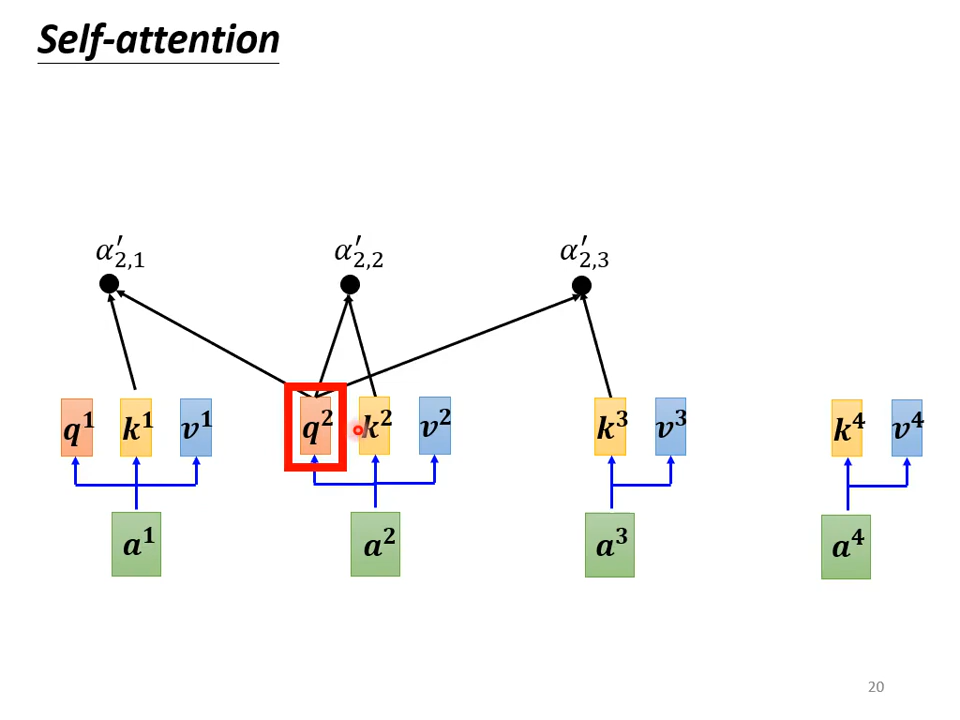 Self-attention
α′2,1 α′2,2 α′2,3
q1 k1 v1 q2 k2 v2 k3 v3 k4 v4
a1 a2 a3 a4
20